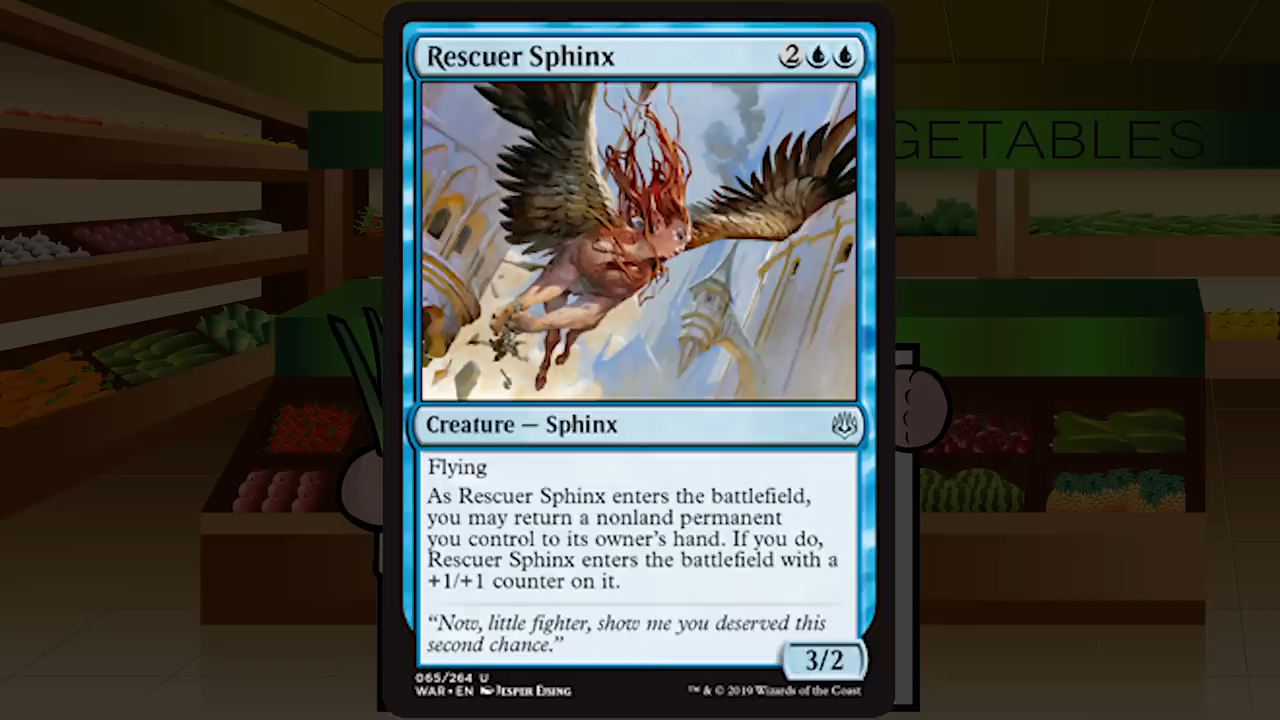 Rescuer Sphinx 2
GETABLES
Creature — Sphinx
Flying
As Rescuer Sphinx enters the battlefield,
you may return a nonland permanent
you control to its owner's hand. If you do,
Rescuer Sphinx enters the battlefield with a
+1/+1 counter on it.
“Now, little fighter, show me you deserved this
second chance.”
3/2
065/264 U
WAR • EN Jesper Ejsing
™ & © 2019 Wizards of the Coast